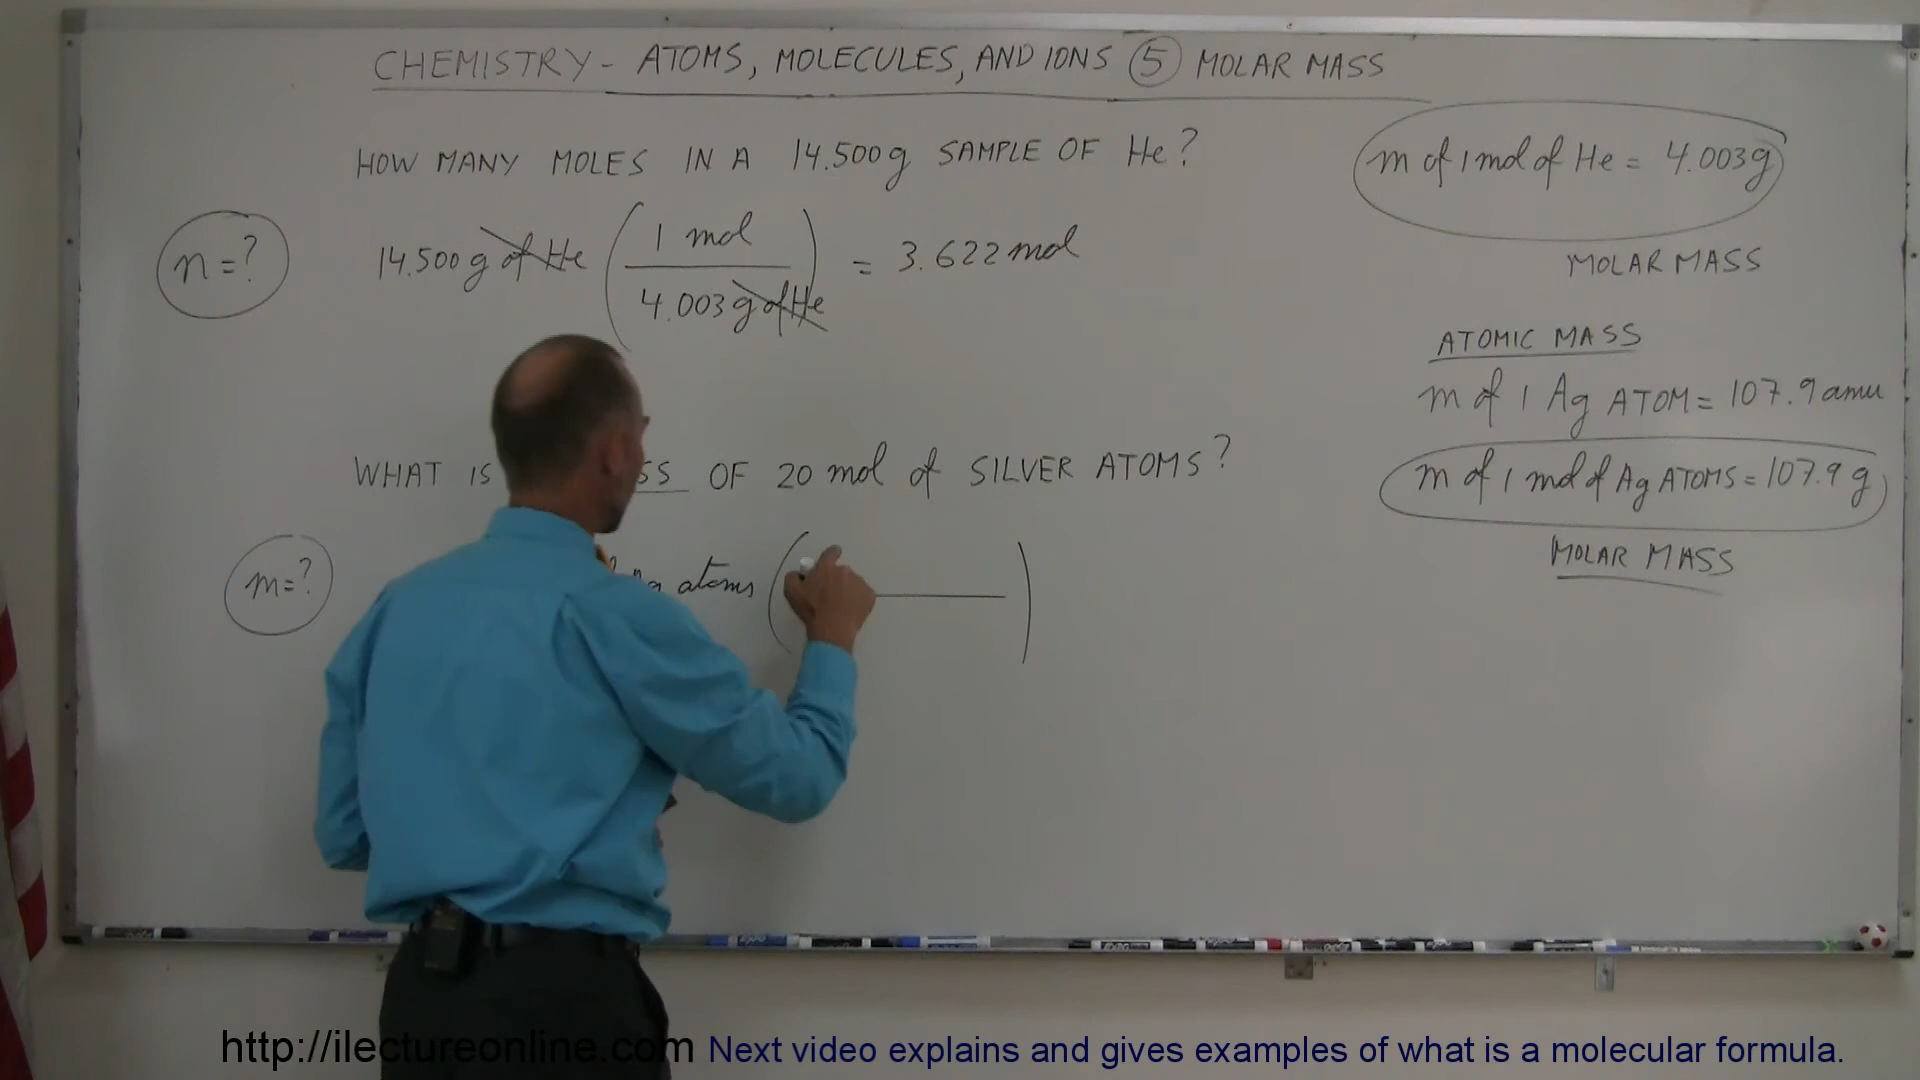 CHEMISTRY - ATOMS, MOLECULES, AND IONS (5) MOLAR MASS
HOW MANY MOLES IN A 14.500g SAMPLE OF He?
n = ?
14.500 g of He ( 1 mol / 4.003 g of He ) = 3.622 mol
WHAT IS OF 20 mol of SILVER ATOMS?
m = ?
atoms ( )
m of 1 mol of He = 4.003g
MOLAR MASS
ATOMIC MASS
m of 1 Ag ATOM = 107.9 amu
m of 1 mol of Ag ATOMS = 107.9 g
MOLAR MASS
http://ilectureonline.com Next video explains and gives examples of what is a molecular formula.